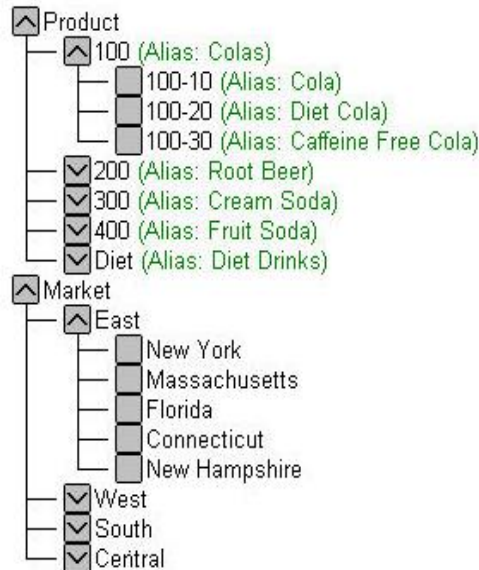 Product
100 (Alias: Colas)
100-10 (Alias: Cola)
100-20 (Alias: Diet Cola)
100-30 (Alias: Caffeine Free Cola)
200 (Alias: Root Beer)
300 (Alias: Cream Soda)
400 (Alias: Fruit Soda)
Diet (Alias: Diet Drinks)
Market
East
New York
Massachusetts
Florida
Connecticut
New Hampshire
West
South
Central